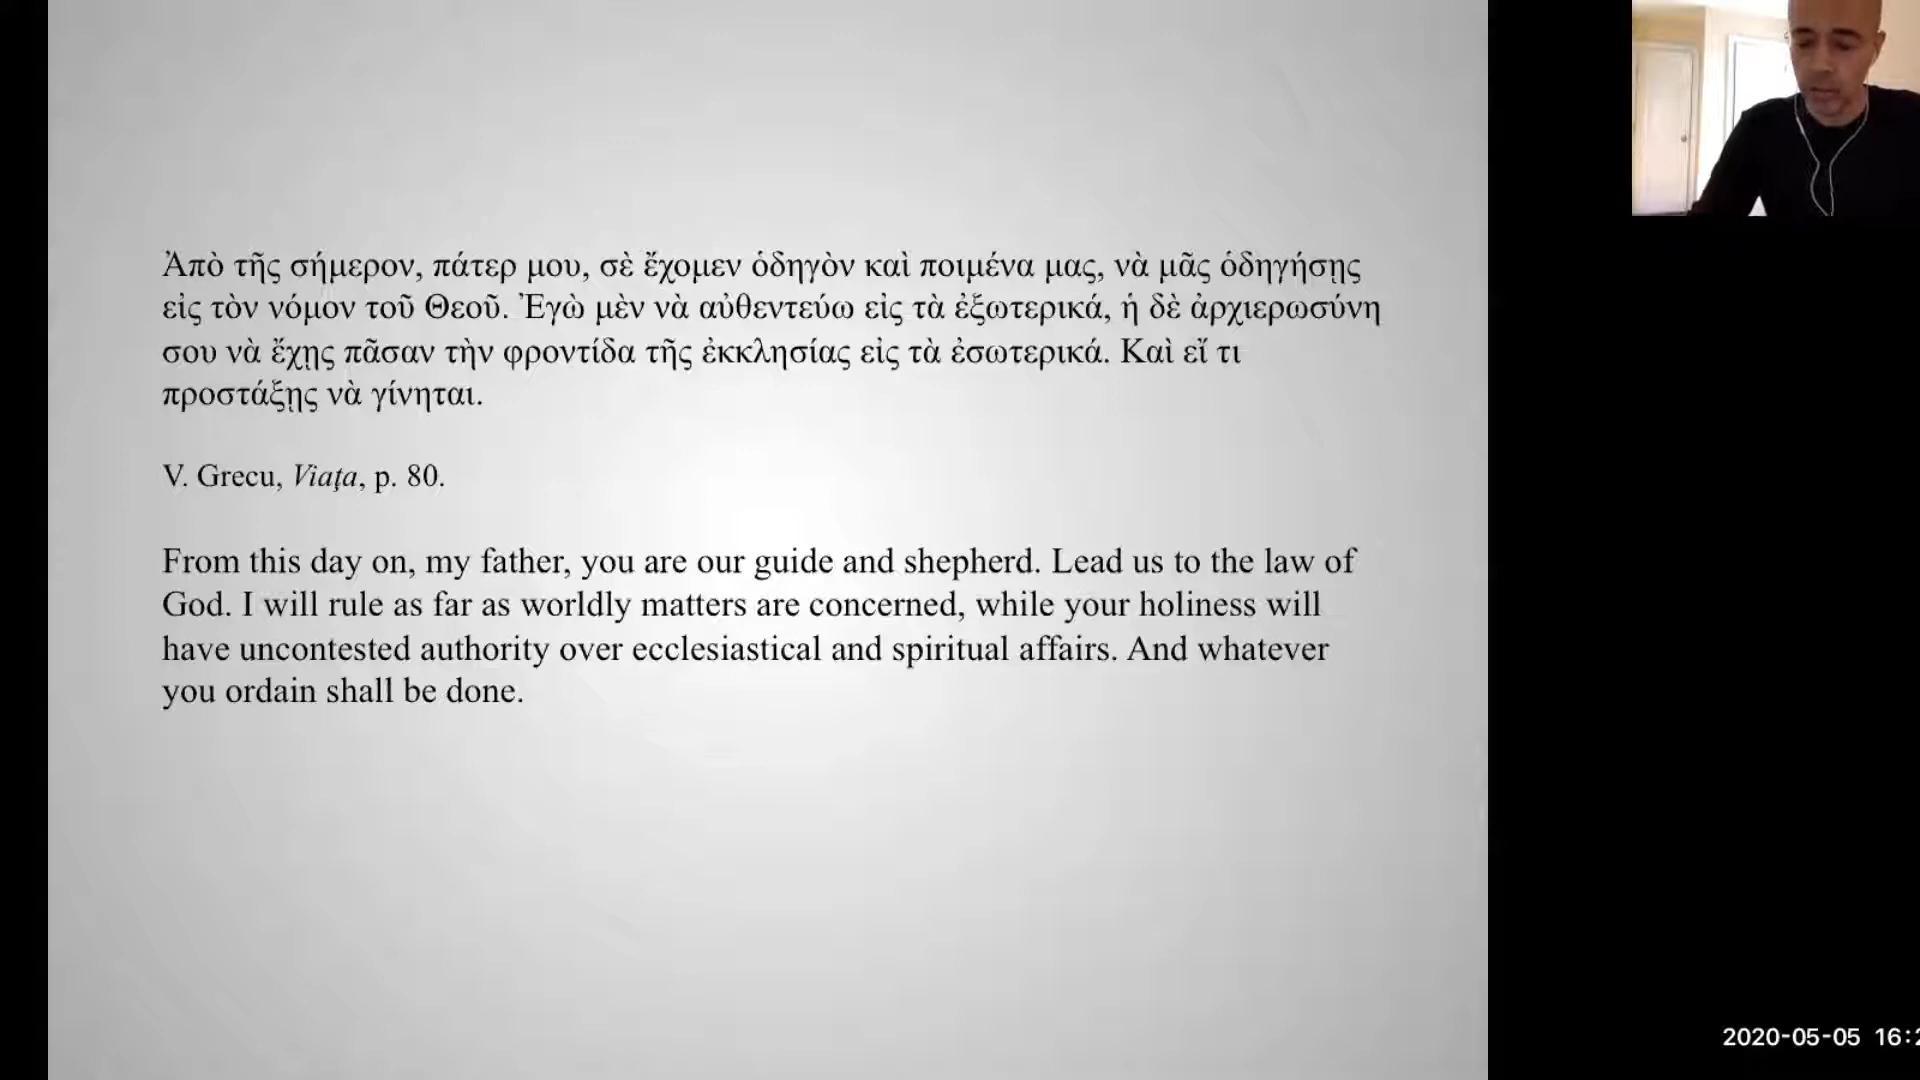 Ἀπὸ τῆς σήμερον, πάτερ μου, σὲ ἔχομεν ὁδηγὸν καὶ ποιμένα μας, νὰ μᾶς ὁδηγήσῃς
εἰς τὸν νόμον τοῦ Θεοῦ. Ἐγὼ μὲν νὰ αὐθεντεύω εἰς τὰ ἐξωτερικά, ἡ δὲ ἀρχιερωσύνη
σου νὰ ἔχῃς πᾶσαν τὴν φροντίδα τῆς ἐκκλησίας εἰς τὰ ἐσωτερικά. Καὶ εἴ τι
προστάξῃς νὰ γίνηται.
V. Grecu, Viaţa, p. 80.
From this day on, my father, you are our guide and shepherd. Lead us to the law of
God. I will rule as far as worldly matters are concerned, while your holiness will
have uncontested authority over ecclesiastical and spiritual affairs. And whatever
you ordain shall be done.
2020-05-05 16:2